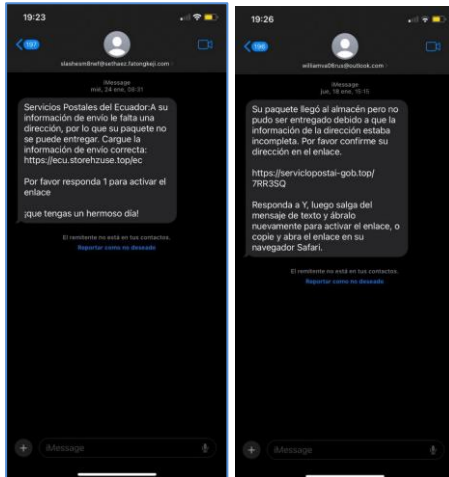 19:23
197
slashesm8nef@sethaez.fatongkeji.com
iMessage
mié, 24 ene, 09:31
Servicios Postales del Ecuador:A su
información de envío le falta una
dirección, por lo que su paquete no
se puede entregar. Cargue la
información de envío correcta:
https://ecu.storehzuse.top/ec
Por favor responda 1 para activar el
enlace
¡que tengas un hermoso día!
El remitente no está en tus contactos.
Reportar como no deseado
iMessage
19:26
196
iMessage
jue, 18 ene, 15:15
Su paquete llegó al almacén pero no
pudo ser entregado debido a que la
información de la dirección estaba
incompleta. Por favor confirme su
dirección en el enlace.
https://serviclopostai-gob.top/
7RR3SQ
Responda a Y, luego salga del
mensaje de texto y ábralo
nuevamente para activar el enlace, o
copie y abra el enlace en su
navegador Safari.
El remitente no está en tus contactos.
Reportar como no deseado
iMessage